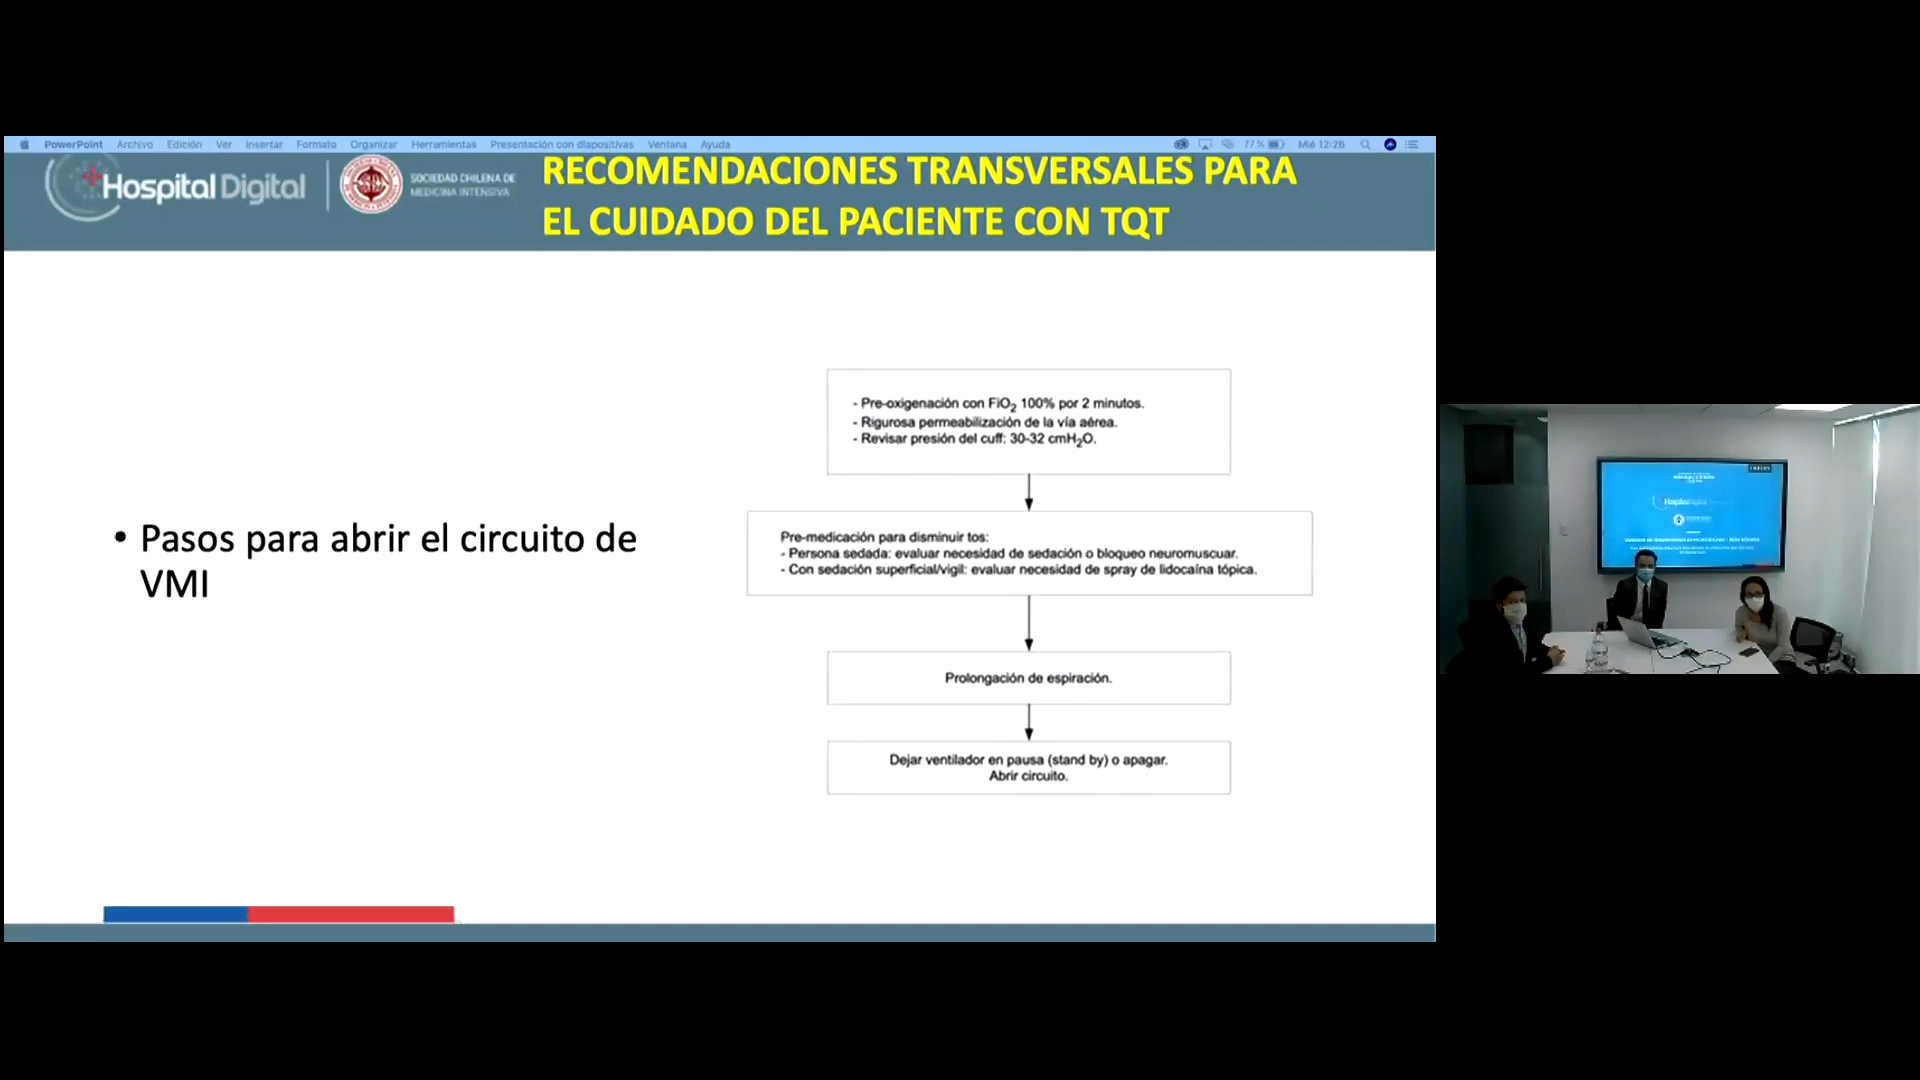 PowerPoint Archivo Edición Ver Insertar Formato Organizar Herramientas Presentación con diapositivas Ventana Ayuda
77 % Mié 12:26
Hospital Digital
SOCIEDAD CHILENA DE
MEDICINA INTENSIVA
RECOMENDACIONES TRANSVERSALES PARA
EL CUIDADO DEL PACIENTE CON TQT
• Pasos para abrir el circuito de
VMI
- Pre-oxigenación con FiO2 100% por 2 minutos.
- Rigurosa permeabilización de la vía aérea.
- Revisar presión del cuff: 30-32 cmH2O.
Pre-medicación para disminuir tos:
- Persona sedada: evaluar necesidad de sedación o bloqueo neuromuscuar.
- Con sedación superficial/vigil: evaluar necesidad de spray de lidocaína tópica.
Prolongación de espiración.
Dejar ventilador en pausa (stand by) o apagar.
Abrir circuito.